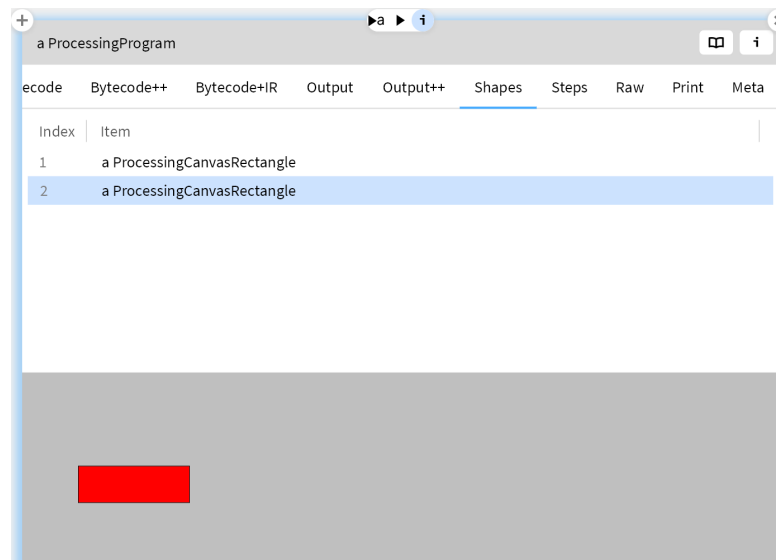 a
i
a ProcessingProgram
i
ecode Bytecode++ Bytecode+IR Output Output++ Shapes Steps Raw Print Meta
Index Item
1 a ProcessingCanvasRectangle
2 a ProcessingCanvasRectangle